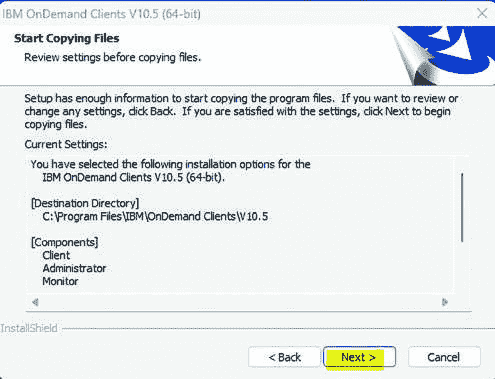 IBM OnDemand Clients V10.5 (64-bit)
Start Copying Files
Review settings before copying files.
Setup has enough information to start copying the program files. If you want to review or
change any settings, click Back. If you are satisfied with the settings, click Next to begin
copying files.
Current Settings:
You have selected the following installation options for the
IBM OnDemand Clients V10.5 (64-bit).
[Destination Directory]
C:\Program Files\IBM\OnDemand Clients\V10.5
[Components]
Client
Administrator
Monitor
InstallShield
< Back
Next >
Cancel